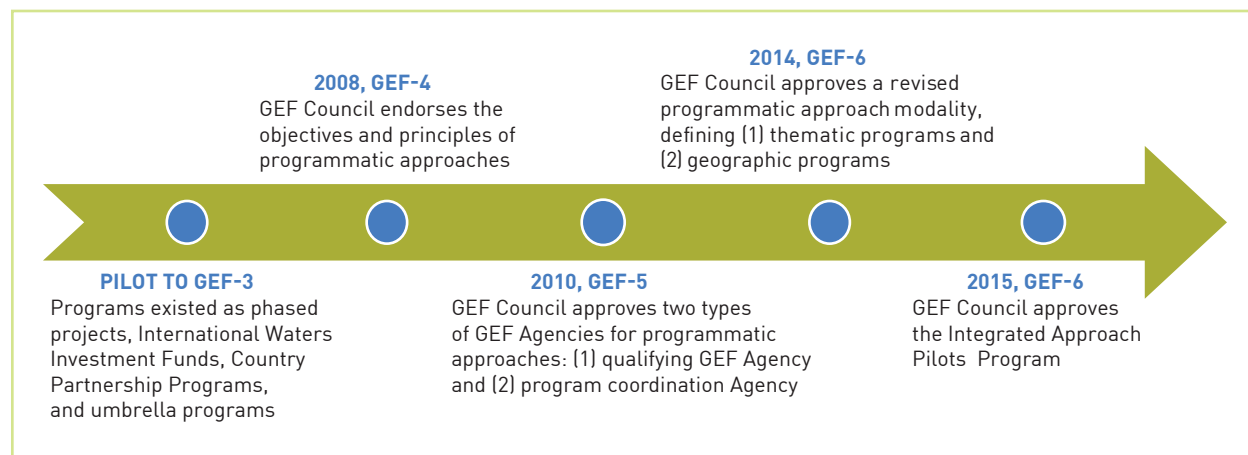 2008, GEF-4
GEF Council endorses the
objectives and principles of
programmatic approaches
2014, GEF-6
GEF Council approves a revised
programmatic approach modality,
defining (1) thematic programs and
(2) geographic programs
PILOT TO GEF-3
Programs existed as phased
projects, International Waters
Investment Funds, Country
Partnership Programs,
and umbrella programs
2010, GEF-5
GEF Council approves two types
of GEF Agencies for programmatic
approaches: (1) qualifying GEF Agency
and (2) program coordination Agency
2015, GEF-6
GEF Council approves
the Integrated Approach
Pilots Program